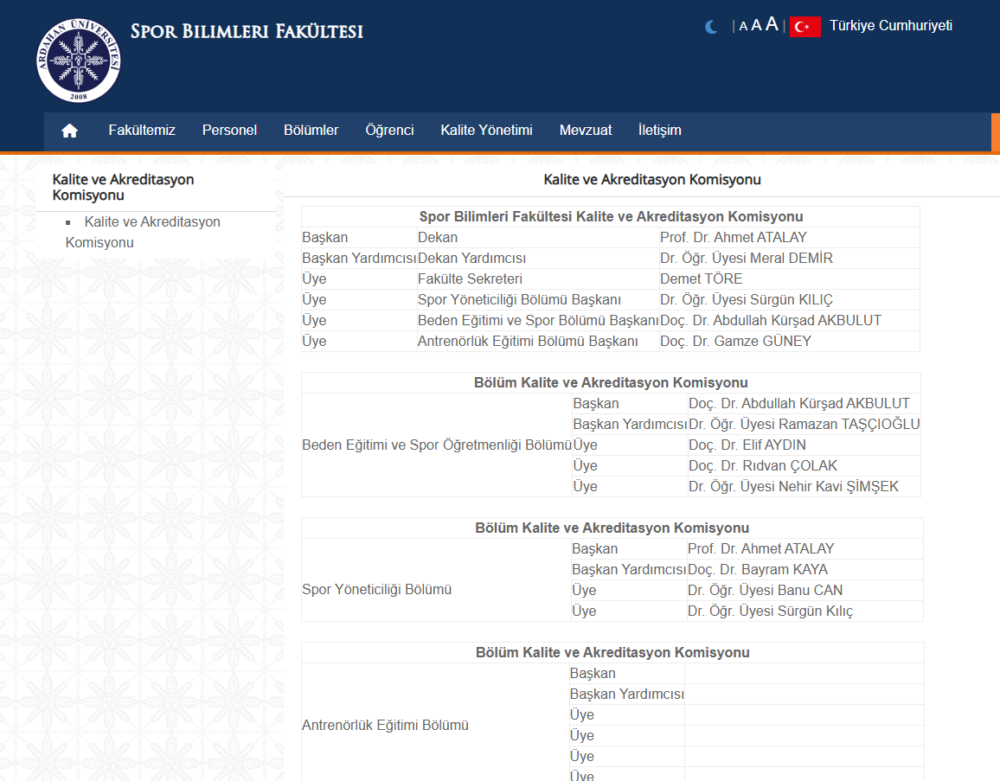 ARDAHAN ÜNİVERSİTESİ
2008
SPOR BILIMLERI FAKÜLTESI
| A A A | Türkiye Cumhuriyeti
Fakültemiz Personel Bölümler Öğrenci Kalite Yönetimi Mevzuat İletişim
Kalite ve Akreditasyon
Komisyonu
Kalite ve Akreditasyon
Komisyonu
Kalite ve Akreditasyon Komisyonu
Spor Bilimleri Fakültesi Kalite ve Akreditasyon Komisyonu
Başkan Dekan Prof. Dr. Ahmet ATALAY
Başkan Yardımcısı Dekan Yardımcısı Dr. Öğr. Üyesi Meral DEMİR
Üye Fakülte Sekreteri Demet TÖRE
Üye Spor Yöneticiliği Bölümü Başkanı Dr. Öğr. Üyesi Sürgün KILIÇ
Üye Beden Eğitimi ve Spor Bölümü Başkanı Doç. Dr. Abdullah Kürşad AKBULUT
Üye Antrenörlük Eğitimi Bölümü Başkanı Doç. Dr. Gamze GÜNEY
Bölüm Kalite ve Akreditasyon Komisyonu
Başkan Doç. Dr. Abdullah Kürşad AKBULUT
Başkan Yardımcısı Dr. Öğr. Üyesi Ramazan TAŞÇIOĞLU
Beden Eğitimi ve Spor Öğretmenliği Bölümü Üye Doç. Dr. Elif AYDIN
Üye Doç. Dr. Rıdvan ÇOLAK
Üye Dr. Öğr. Üyesi Nehir Kavi ŞİMŞEK
Bölüm Kalite ve Akreditasyon Komisyonu
Başkan Prof. Dr. Ahmet ATALAY
Başkan Yardımcısı Doç. Dr. Bayram KAYA
Spor Yöneticiliği Bölümü Üye Dr. Öğr. Üyesi Banu CAN
Üye Dr. Öğr. Üyesi Sürgün Kılıç
Bölüm Kalite ve Akreditasyon Komisyonu
Başkan
Başkan Yardımcısı
Üye
Antrenörlük Eğitimi Bölümü Üye
Üye
Üye